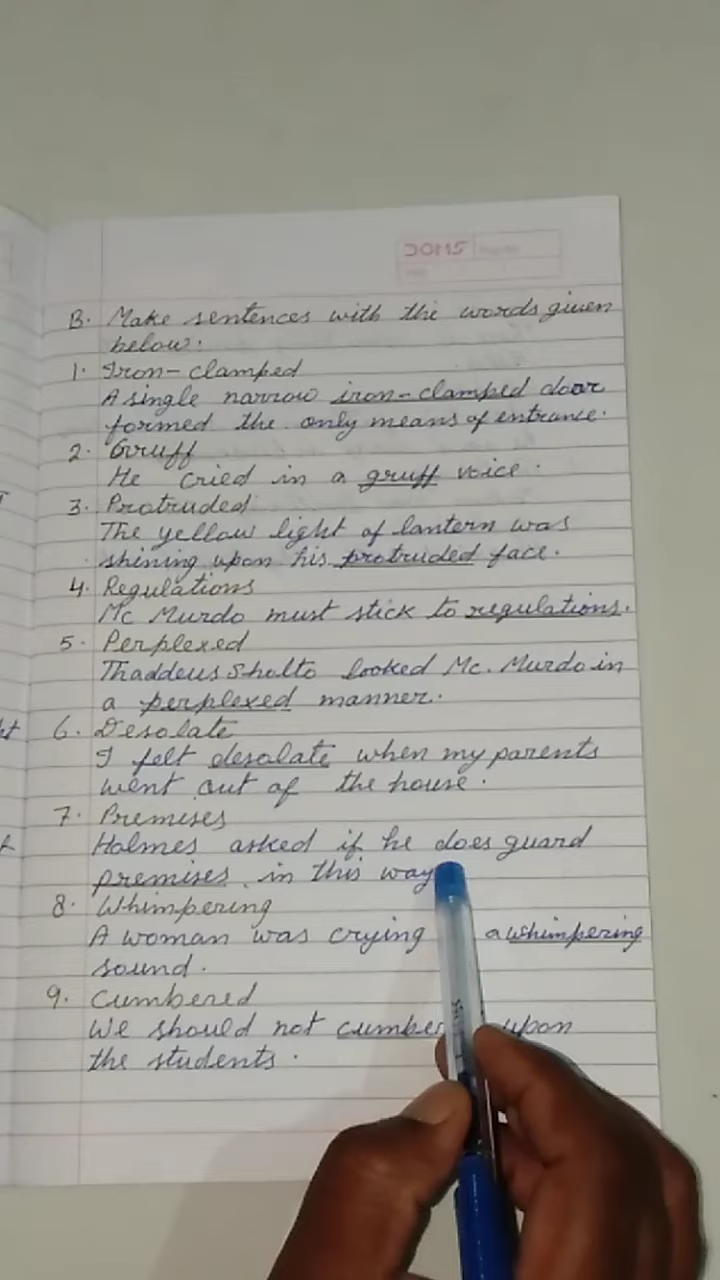 DOMS
B. Make sentences with the words given
below:
1. Iron-clamped
A single narrow iron-clamped door
formed the only means of entrance.
2. Gruff
He cried in a gruff voice.
3. Protruded
The yellow light of lantern was
shining upon his protruded face.
4. Regulations
Mc Murdo must stick to regulations.
5. Perplexed
Thaddeus Sholto looked Mc. Murdo in
a perplexed manner.
6. Desolate
I felt desolate when my parents
went out of the house.
7. Premises
Holmes asked if he does guard
premises in this way
8. Whimpering
A woman was crying a whimpering
sound.
9. Cumbered
We should not cumber upon
the students.